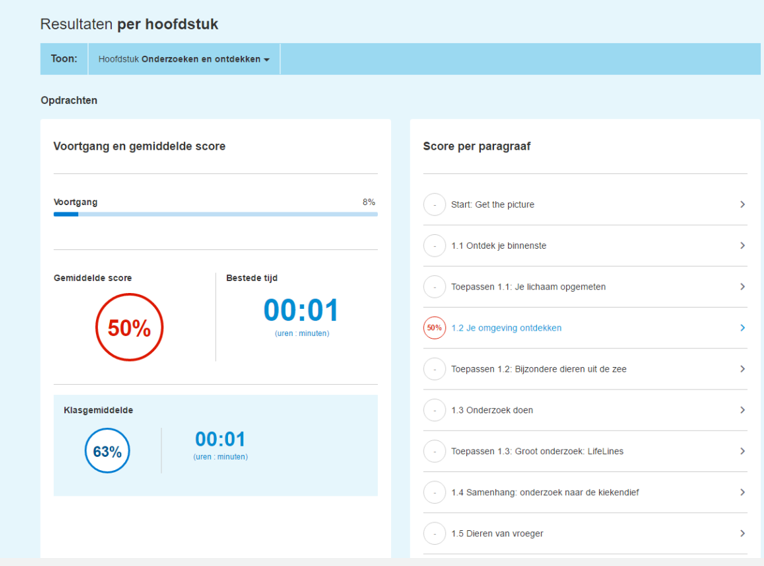 Resultaten per hoofdstuk
Toon:
Hoofdstuk Onderzoeken en ontdekken
Opdrachten
Voortgang en gemiddelde score
Voortgang 8%
Gemiddelde score
50%
Bestede tijd
00:01
(uren : minuten)
Klasgemiddelde
63%
00:01
(uren : minuten)
Score per paragraaf
- Start: Get the picture
- 1.1 Ontdek je binnenste
- Toepassen 1.1: Je lichaam opgemeten
50% 1.2 Je omgeving ontdekken
- Toepassen 1.2: Bijzondere dieren uit de zee
- 1.3 Onderzoek doen
- Toepassen 1.3: Groot onderzoek: LifeLines
- 1.4 Samenhang: onderzoek naar de kiekendief
- 1.5 Dieren van vroeger